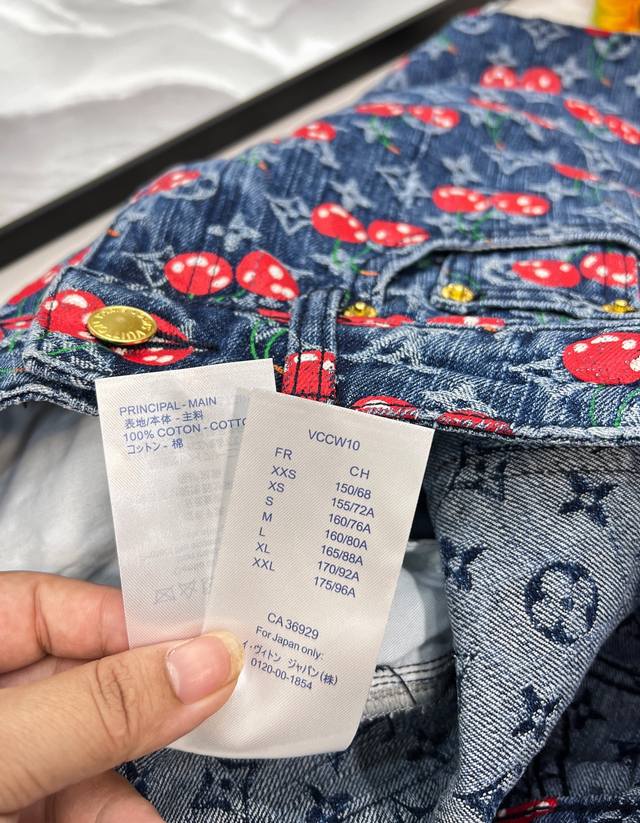 PRINCIPAL - MAIN
表地/本体 - 主料
100% COTON - COTTO
コットン - 棉
VCCW10
FR CH
XXS 150/68
XS 155/72A
S 160/76A
M 160/80A
L 165/88A
XL 170/92A
XXL 175/96A
CA 36929
For Japan only:
イ・ヴィトン ジャパン(株)
0120-00-1854